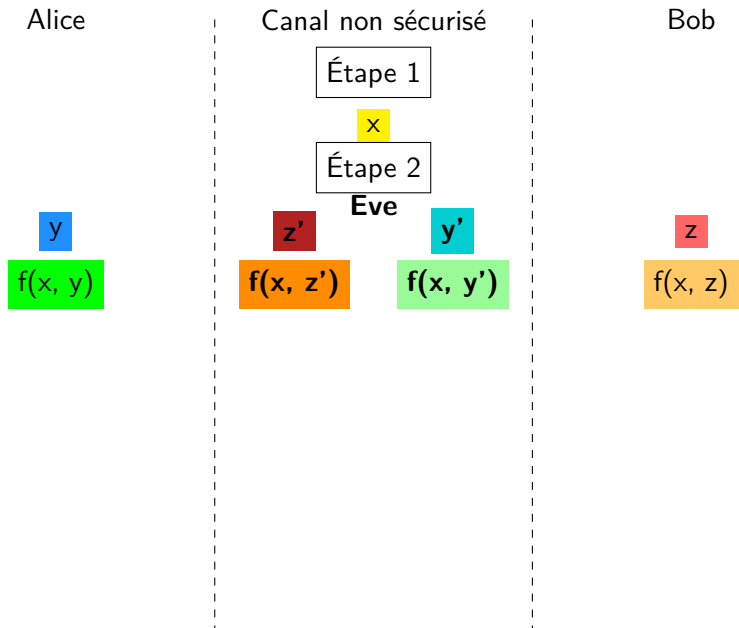 Alice Canal non sécurisé Bob
Étape 1
x
Étape 2
Eve
y z' y' z
f(x, y) f(x, z') f(x, y') f(x, z)